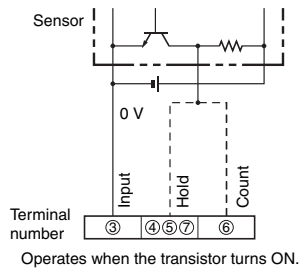 Sensor
0 V
Input
Hold
Count
Terminal
number
③ ④⑤⑦ ⑥
Operates when the transistor turns ON.